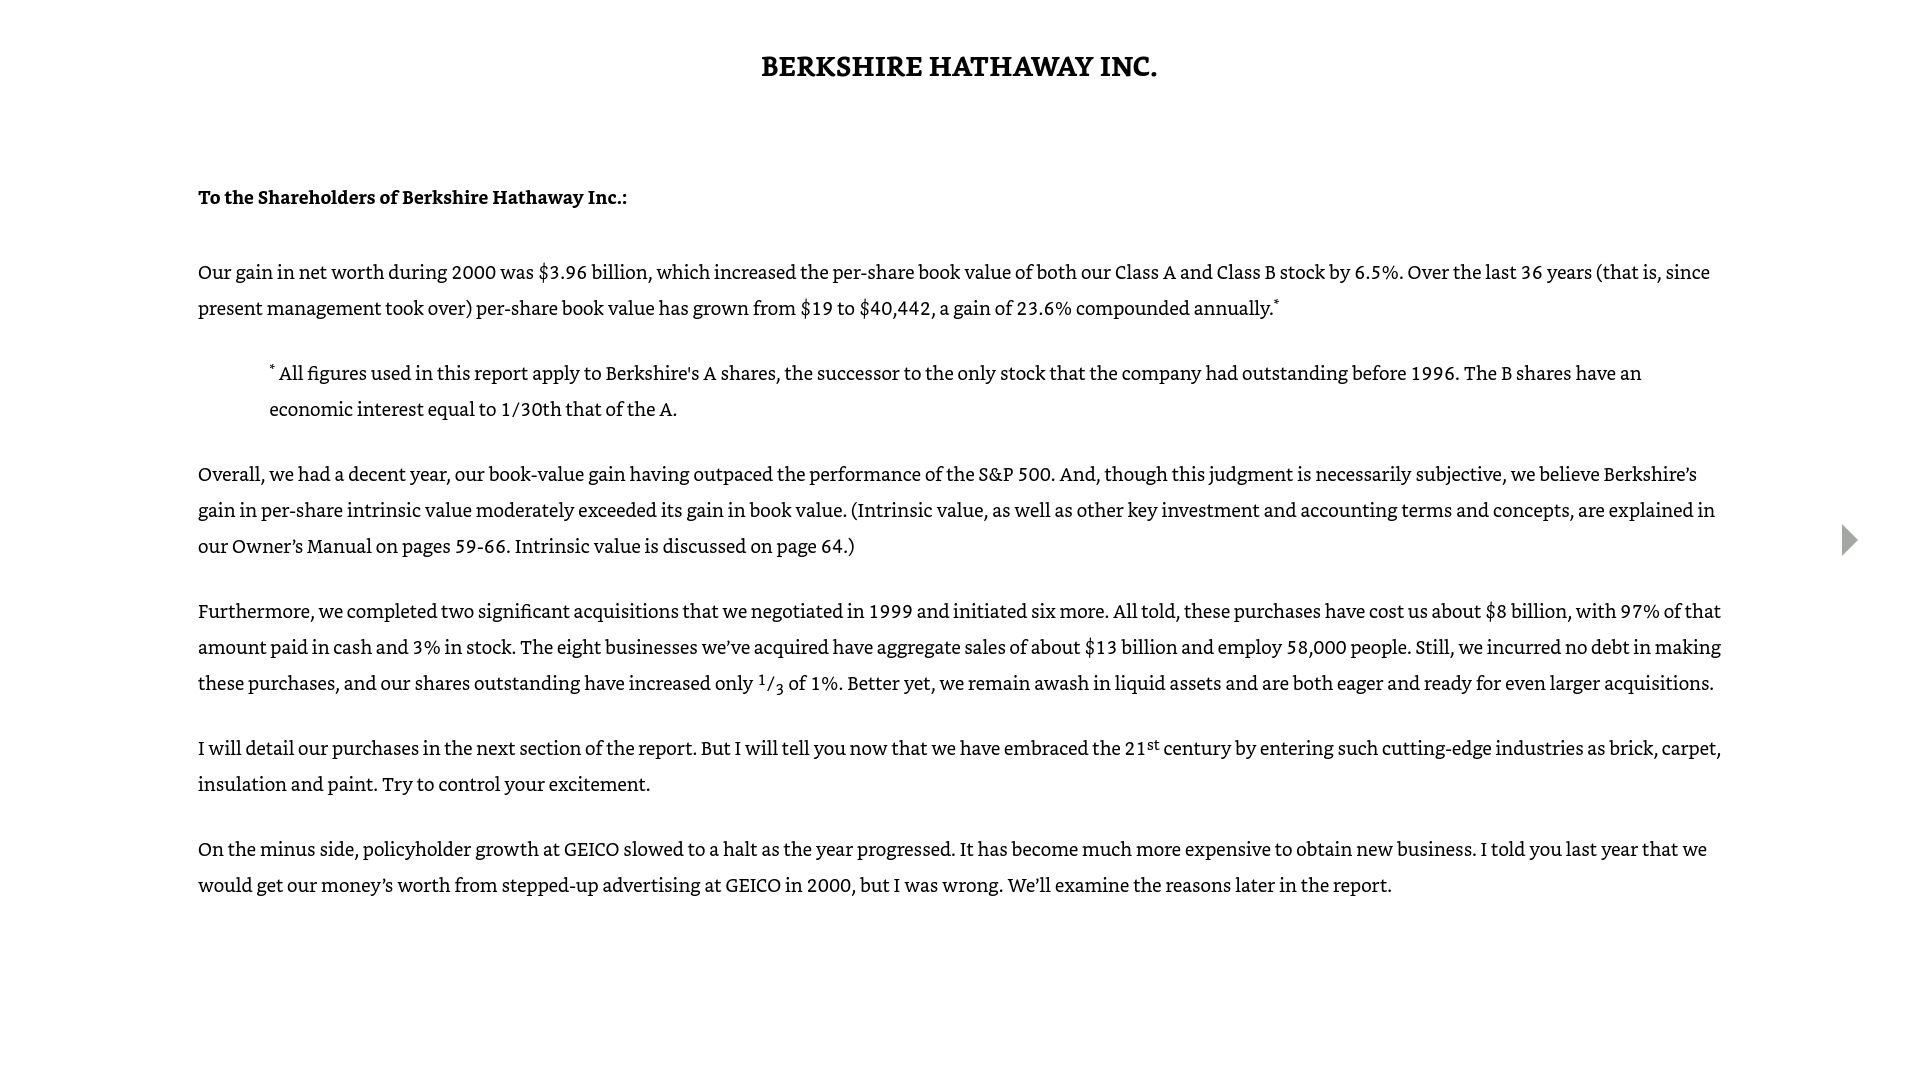 BERKSHIRE HATHAWAY INC.
To the Shareholders of Berkshire Hathaway Inc.:
Our gain in net worth during 2000 was $3.96 billion, which increased the per-share book value of both our Class A and Class B stock by 6.5%. Over the last 36 years (that is, since
present management took over) per-share book value has grown from $19 to $40,442, a gain of 23.6% compounded annually.*
* All figures used in this report apply to Berkshire's A shares, the successor to the only stock that the company had outstanding before 1996. The B shares have an
economic interest equal to 1/30th that of the A.
Overall, we had a decent year, our book-value gain having outpaced the performance of the S&P 500. And, though this judgment is necessarily subjective, we believe Berkshire’s
gain in per-share intrinsic value moderately exceeded its gain in book value. (Intrinsic value, as well as other key investment and accounting terms and concepts, are explained in
our Owner’s Manual on pages 59-66. Intrinsic value is discussed on page 64.)
Furthermore, we completed two significant acquisitions that we negotiated in 1999 and initiated six more. All told, these purchases have cost us about $8 billion, with 97% of that
amount paid in cash and 3% in stock. The eight businesses we’ve acquired have aggregate sales of about $13 billion and employ 58,000 people. Still, we incurred no debt in making
these purchases, and our shares outstanding have increased only 1/3 of 1%. Better yet, we remain awash in liquid assets and are both eager and ready for even larger acquisitions.
I will detail our purchases in the next section of the report. But I will tell you now that we have embraced the 21st century by entering such cutting-edge industries as brick, carpet,
insulation and paint. Try to control your excitement.
On the minus side, policyholder growth at GEICO slowed to a halt as the year progressed. It has become much more expensive to obtain new business. I told you last year that we
would get our money’s worth from stepped-up advertising at GEICO in 2000, but I was wrong. We’ll examine the reasons later in the report.